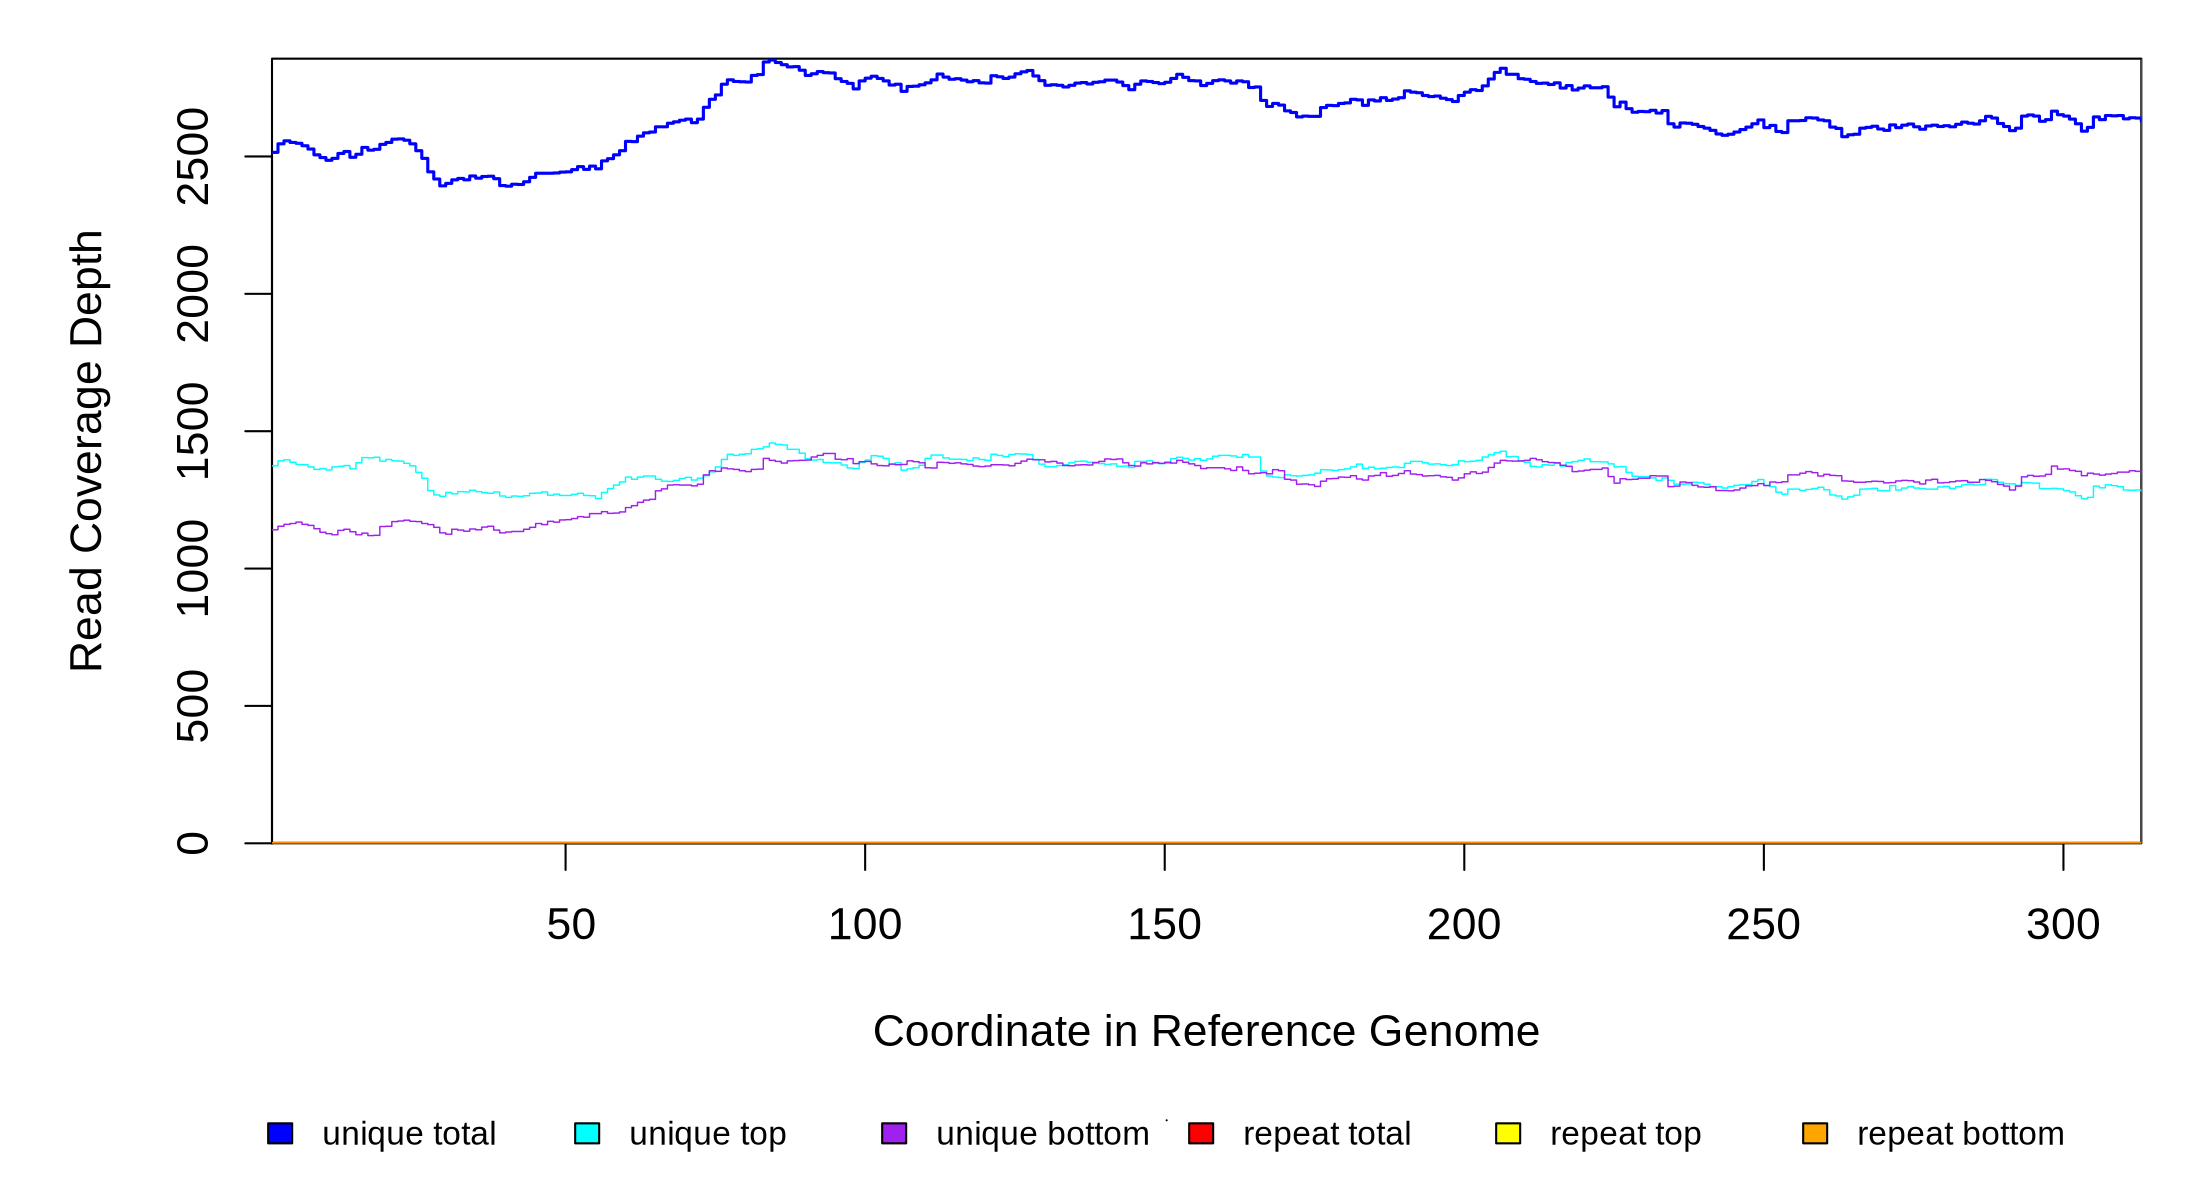 Read Coverage Depth
2500
2000
1500
1000
500
0
50 100 150 200 250 300
Coordinate in Reference Genome
unique total unique top unique bottom repeat total repeat top repeat bottom